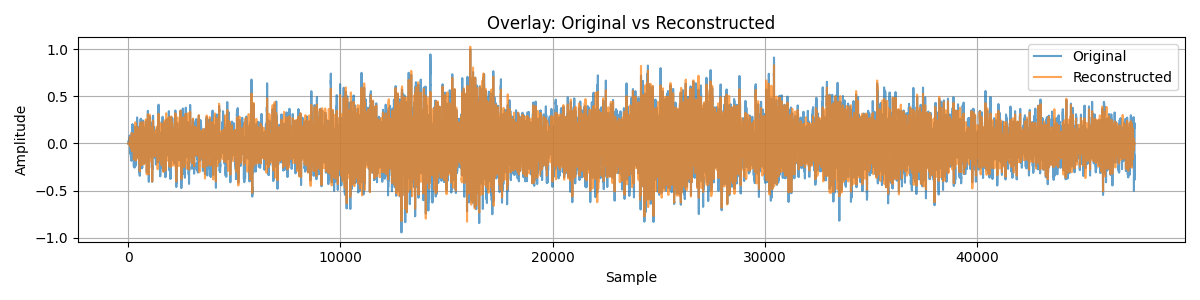 Overlay: Original vs Reconstructed
1.0
0.5
0.0
−0.5
−1.0
Amplitude
Original
Reconstructed
0
10000
20000
30000
40000
Sample